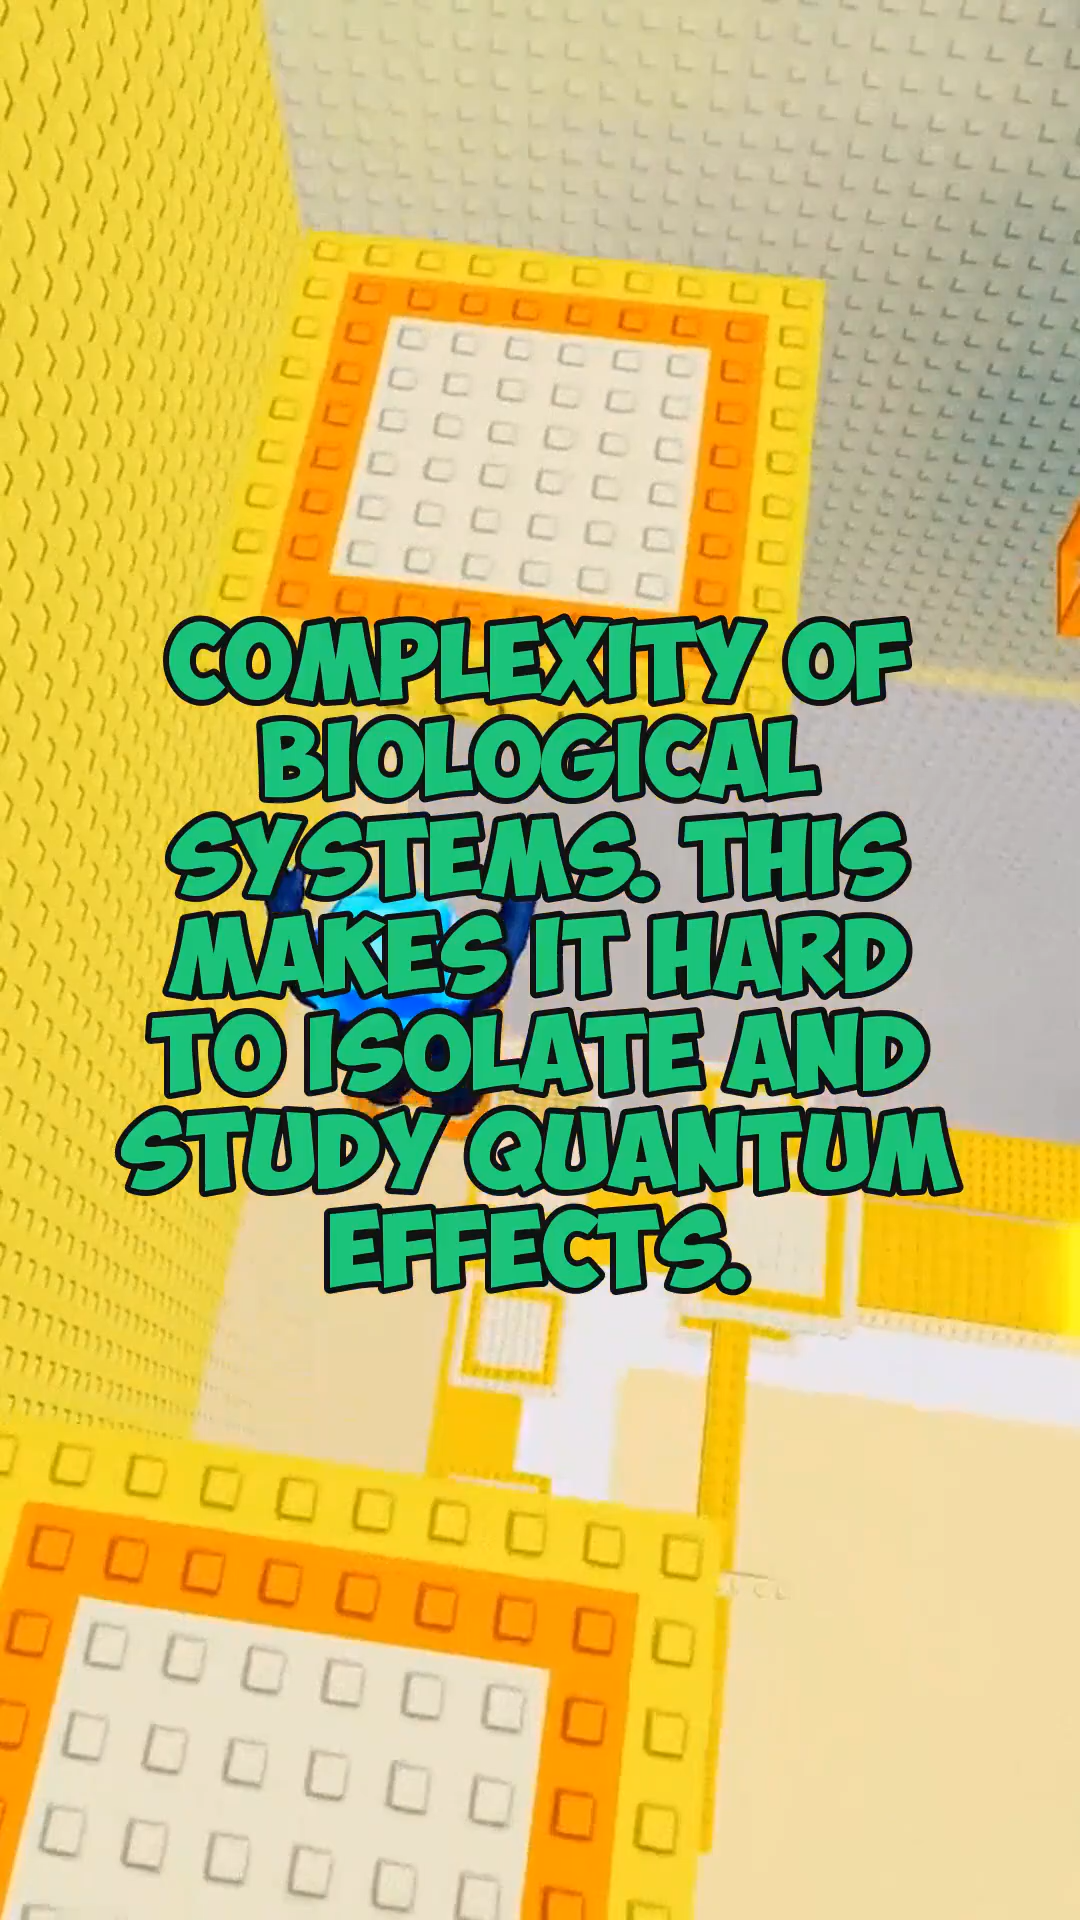 COMPLEXITY OF
BIOLOGICAL
SYSTEMS. THIS
MAKES IT HARD
TO ISOLATE AND
STUDY QUANTUM
EFFECTS.